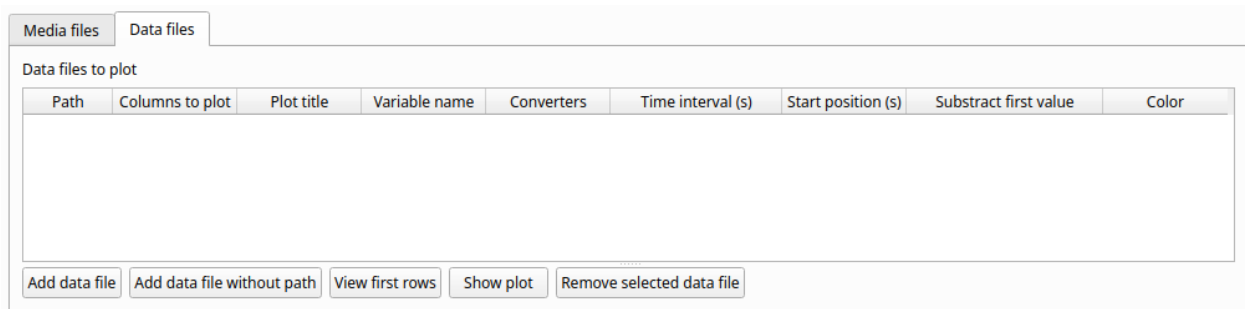 Media files Data files
Data files to plot
Path Columns to plot Plot title Variable name Converters Time interval (s) Start position (s) Substract first value Color
Add data file Add data file without path View first rows Show plot Remove selected data file